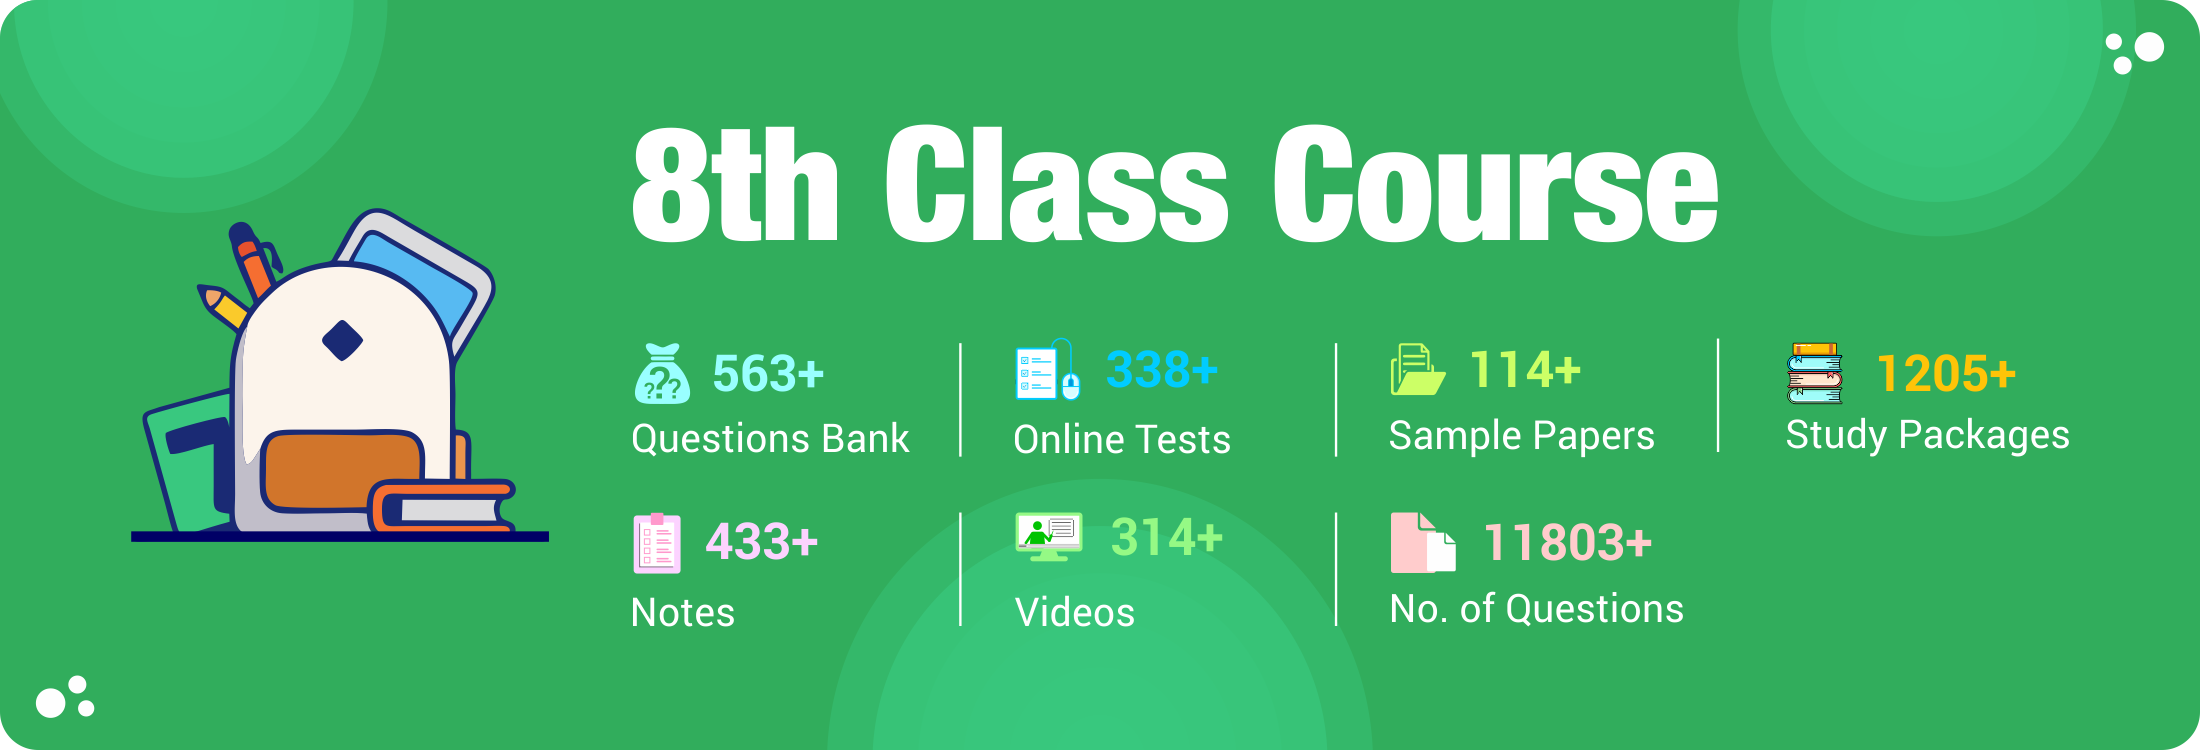 8th Class Course
563+
Questions Bank
338+
Online Tests
114+
Sample Papers
1205+
Study Packages
433+
Notes
314+
Videos
11803+
No. of Questions